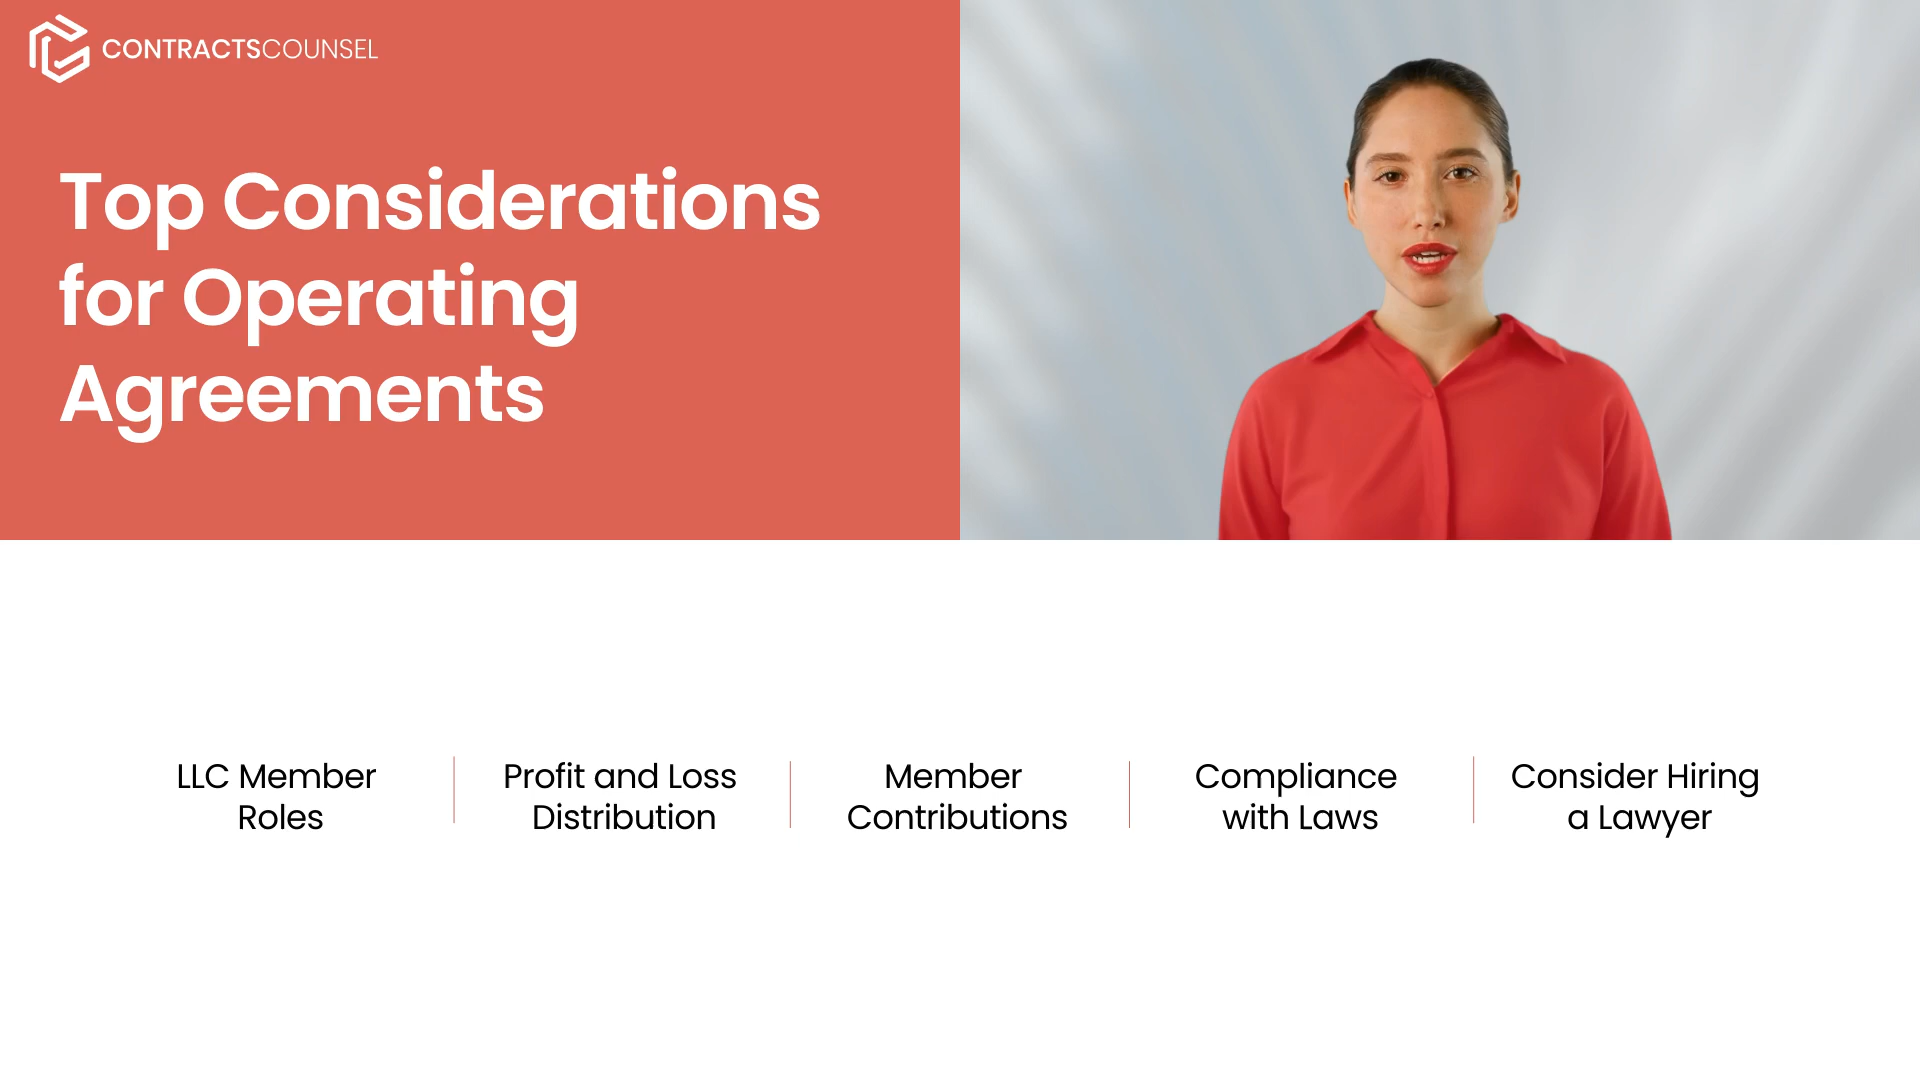 CONTRACTSCOUNSEL
Top Considerations
for Operating
Agreements
LLC Member
Roles
Profit and Loss
Distribution
Member
Contributions
Compliance
with Laws
Consider Hiring
a Lawyer